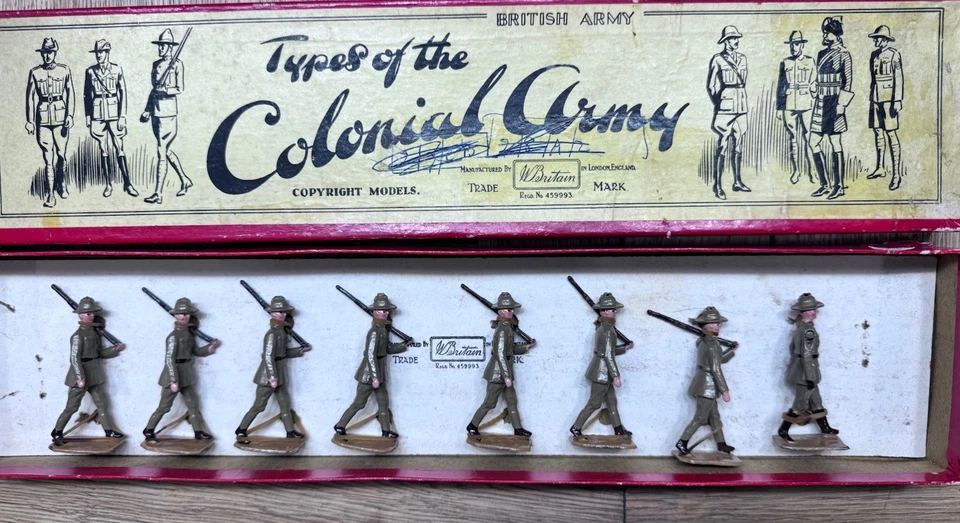 BRITISH ARMY
Types of the
Colonial Army
COPYRIGHT MODELS.
MANUFACTURED BY W Britain IN LONDON, ENGLAND.
TRADE MARK
REGD No 459993.
W Britain
TRADE
REGD No 459993.